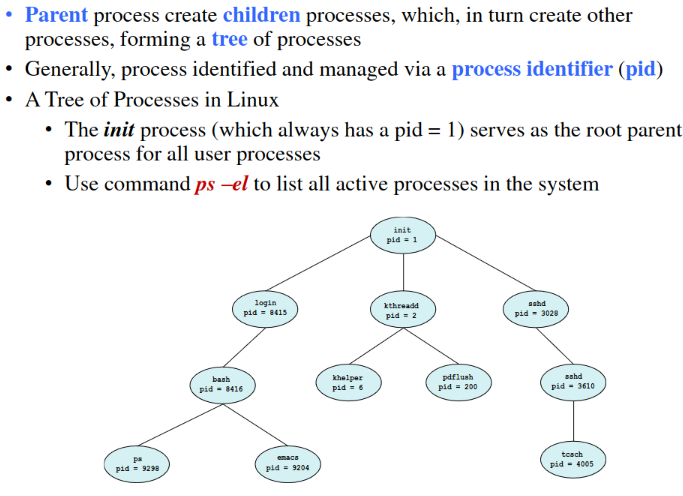 • Parent process create children processes, which, in turn create other
processes, forming a tree of processes
• Generally, process identified and managed via a process identifier (pid)
• A Tree of Processes in Linux
• The init process (which always has a pid = 1) serves as the root parent
process for all user processes
• Use command ps –el to list all active processes in the system
init
pid = 1
login
pid = 8415
kthreadd
pid = 2
sshd
pid = 3028
bash
pid = 8416
khelper
pid = 6
pdflush
pid = 200
sshd
pid = 3610
ps
pid = 9298
emacs
pid = 9204
tcsch
pid = 4005